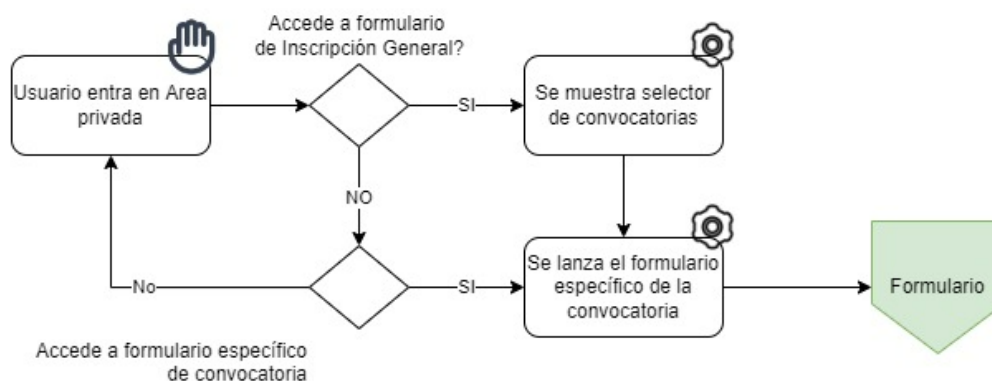 Accede a formulario
de Inscripción General?
Usuario entra en Area
privada
SI
Se muestra selector
de convocatorias
NO
No
SI
Se lanza el formulario
específico de la
convocatoria
Formulario
Accede a formulario específico
de convocatoria